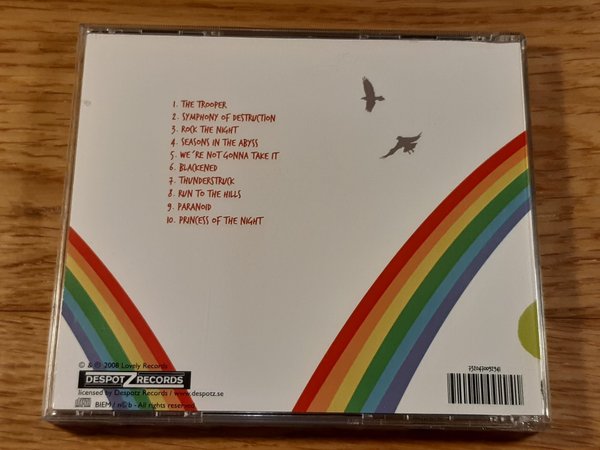 1. THE TROOPER
2. SYMPHONY OF DESTRUCTION
3. ROCK THE NIGHT
4. SEASONS IN THE ABYSS
5. WE´RE NOT GONNA TAKE IT
6. BLACKENED
7. THUNDERSTRUCK
8. RUN TO THE HILLS
9. PARANOID
10. PRINCESS OF THE NIGHT
© & ℗ 2008 Lovely Records
DESPOTZ RECORDS
licensed by Despotz Records / www.despotz.se
BIEM / n©b - All rights reserved